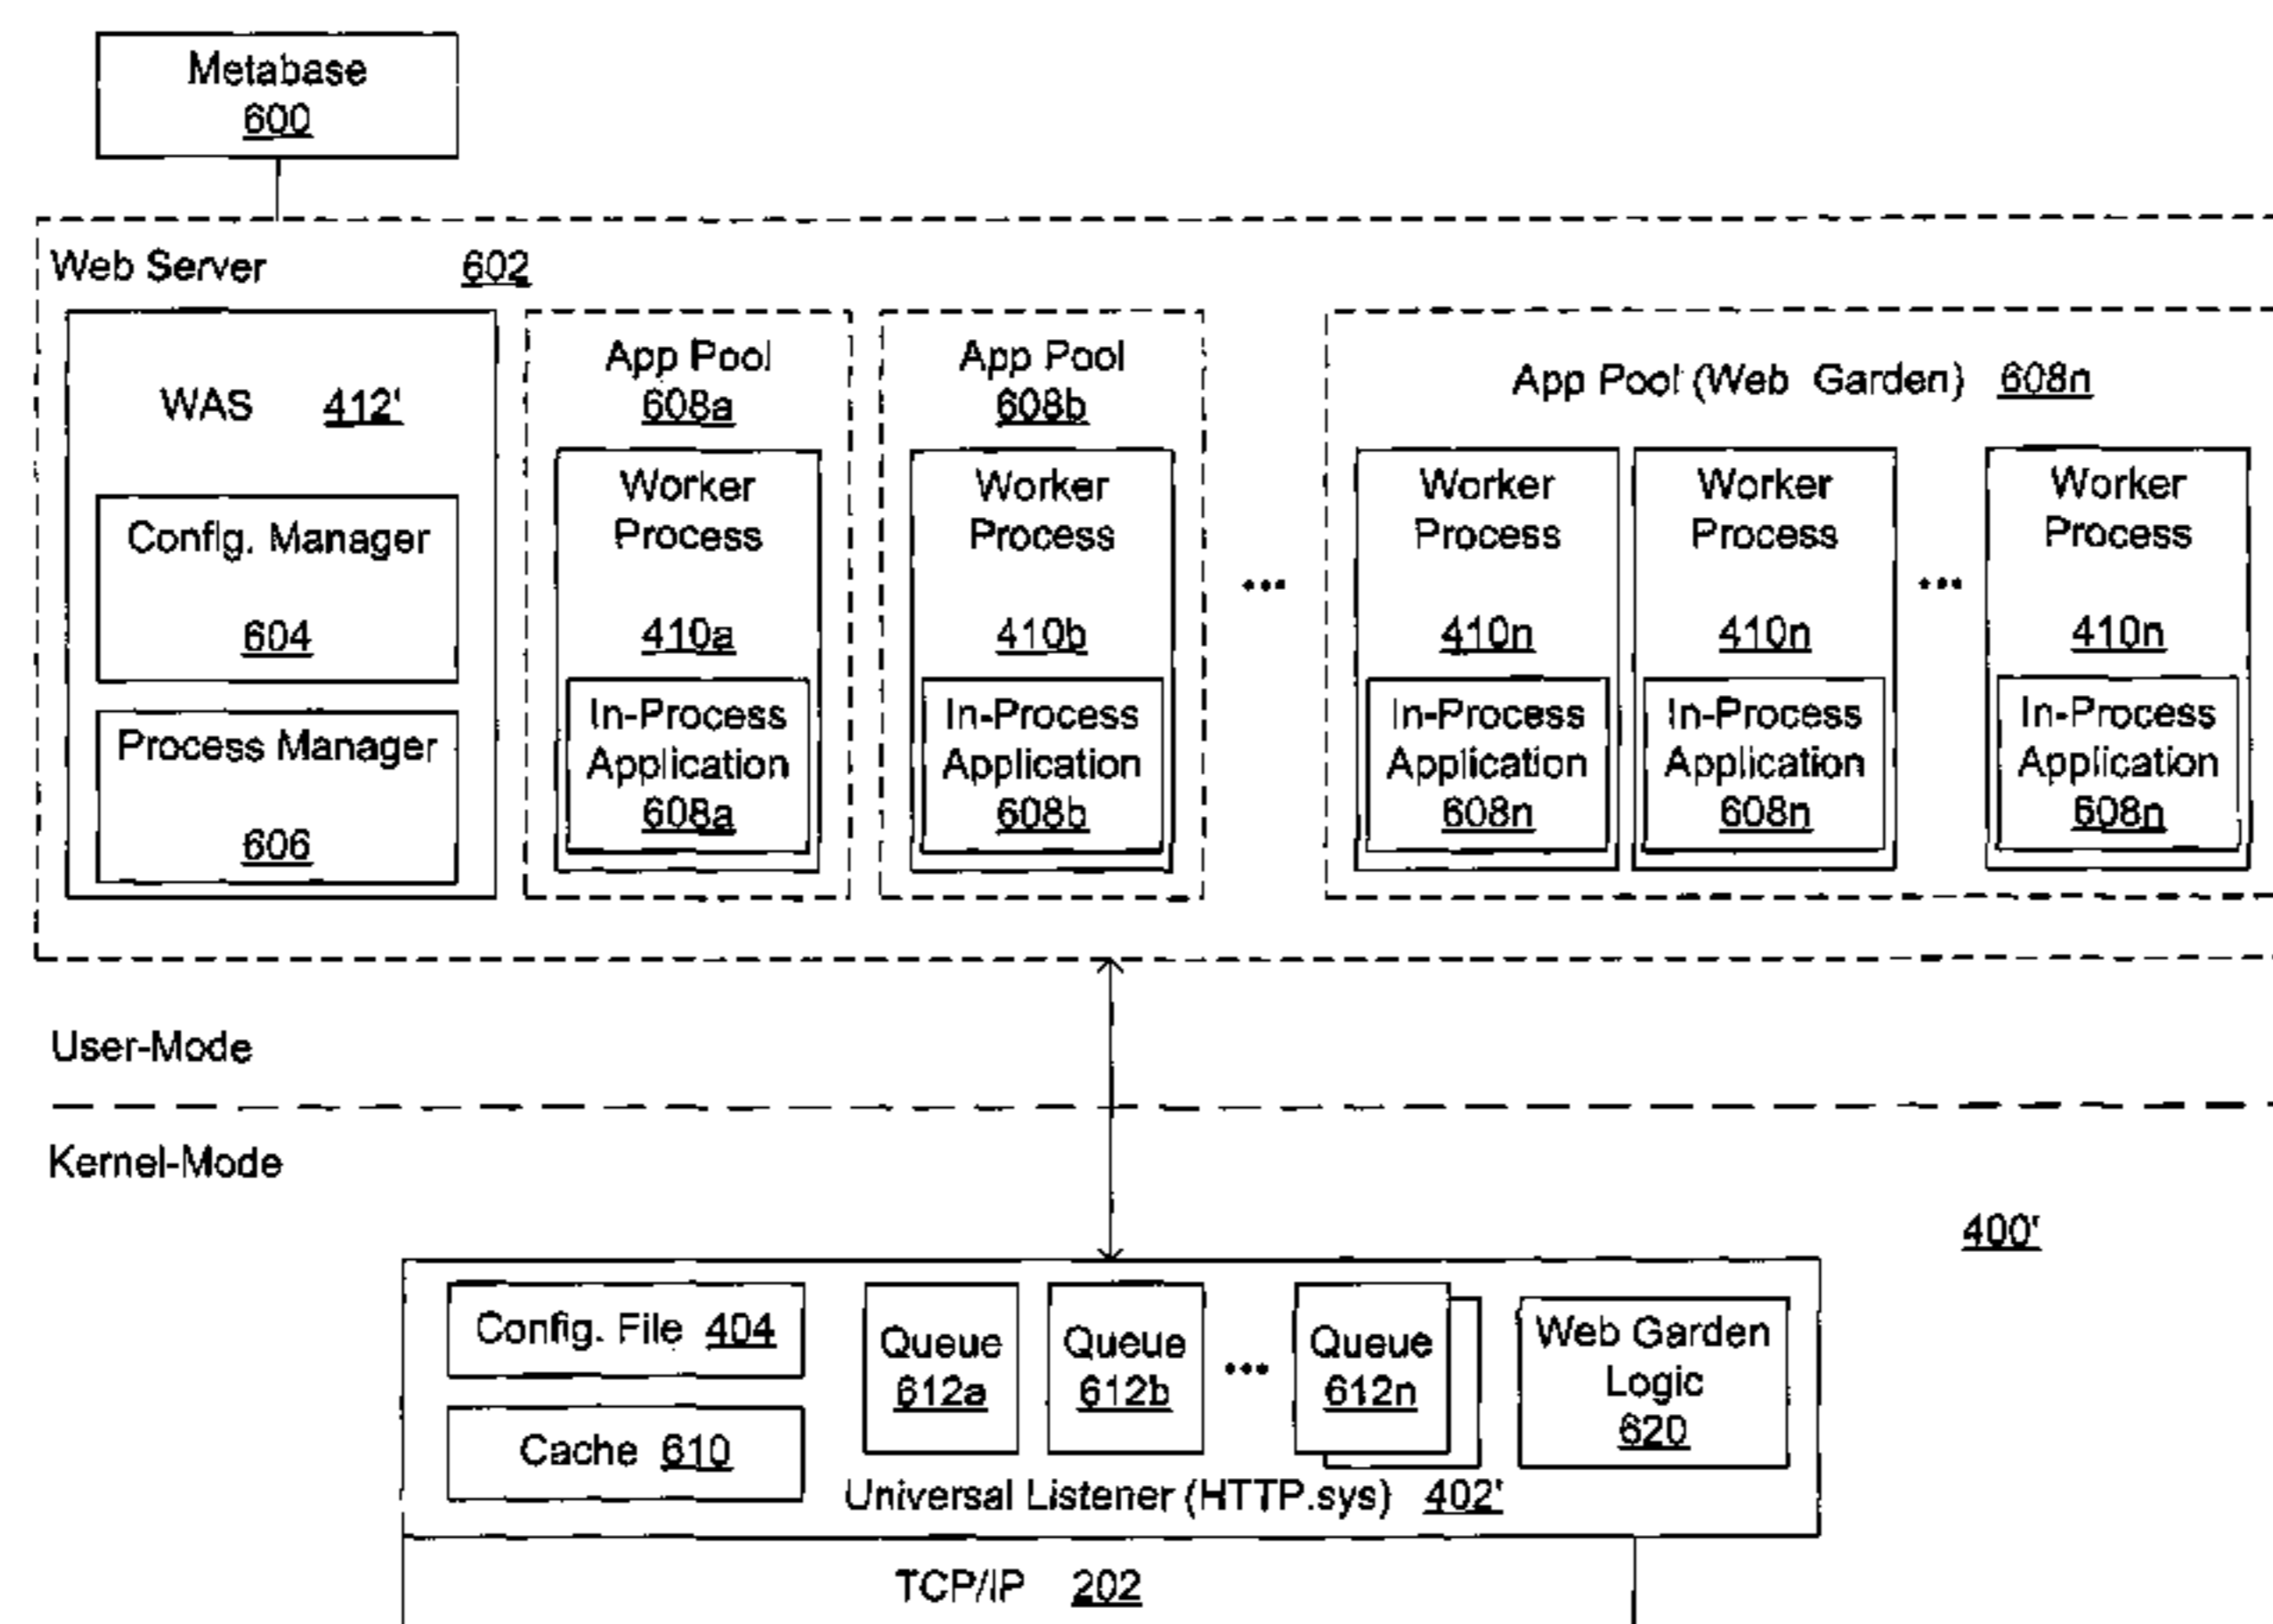 Metabase
600
Web Server 602
WAS 412'
Config. Manager
604
Process Manager
606
App Pool
608a
Worker
Process
410a
In-Process
Application
608a
App Pool
608b
Worker
Process
410b
In-Process
Application
608b
...
App Pool (Web Garden) 608n
Worker
Process
410n
In-Process
Application
608n
Worker
Process
410n
In-Process
Application
608n
...
Worker
Process
410n
In-Process
Application
608n
User-Mode
Kernel-Mode
400'
Config. File 404
Cache 610
Queue
612a
Queue
612b
...
Queue
612n
Web Garden
Logic
620
Universal Listener (HTTP.sys) 402'
TCP/IP 202